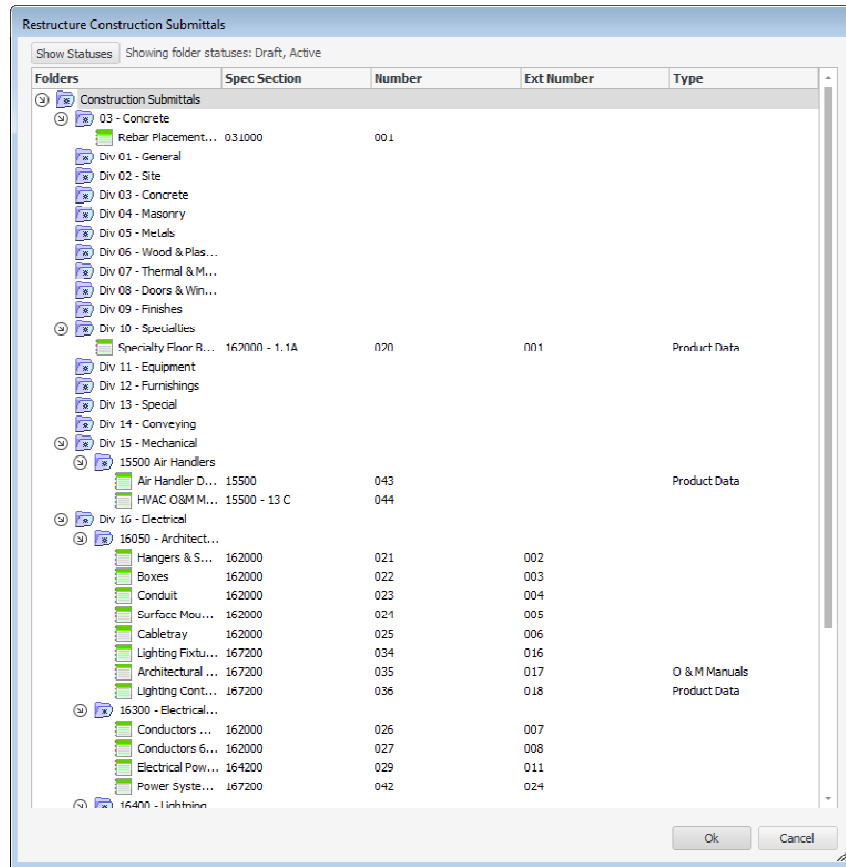 Restructure Construction Submittals
Show Statuses Showing folder statuses: Draft, Active
Folders Spec Section Number Ext Number Type
Construction Submittals
03 - Concrete
Rebar Placement... 031000 001
Div 01 - General
Div 02 - Site
Div 03 - Concrete
Div 04 - Masonry
Div 05 - Metals
Div 06 - Wood & Plas...
Div 07 - Thermal & M...
Div 08 - Doors & Win...
Div 09 - Finishes
Div 10 - Specialties
Specialty Floor B... 162000 - 1.1A 020 001 Product Data
Div 11 - Equipment
Div 12 - Furnishings
Div 13 - Special
Div 14 - Conveying
Div 15 - Mechanical
15500 Air Handlers
Air Handler D... 15500 043 Product Data
HVAC O&M M... 15500 - 13 C 044
Div 16 - Electrical
16050 - Architect...
Hangers & S... 162000 021 002
Boxes 162000 022 003
Conduit 162000 023 004
Surface Mou... 162000 024 005
Cabletray 162000 025 006
Lighting Fixtu... 167200 034 016
Architectural ... 167200 035 017 O & M Manuals
Lighting Cont... 167200 036 018 Product Data
16300 - Electrical...
Conductors ... 162000 026 007
Conductors 6... 162000 027 008
Electrical Pow... 164200 029 011
Power Syste... 167200 042 024
16400 - Lightning
Ok Cancel